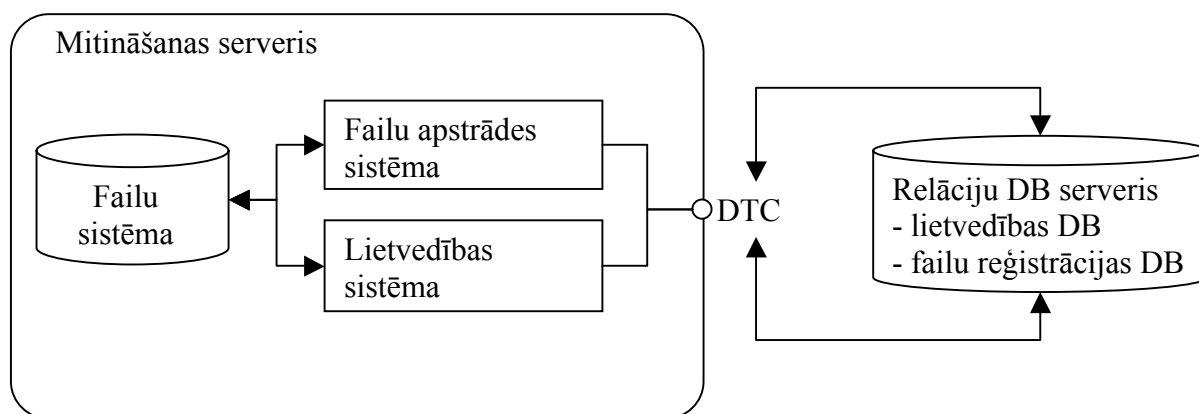 Mitināšanas serveris
Failu
sistēma
Failu apstrādes
sistēma
Lietvedības
sistēma
DTC
Relāciju DB serveris
- lietvedības DB
- failu reģistrācijas DB